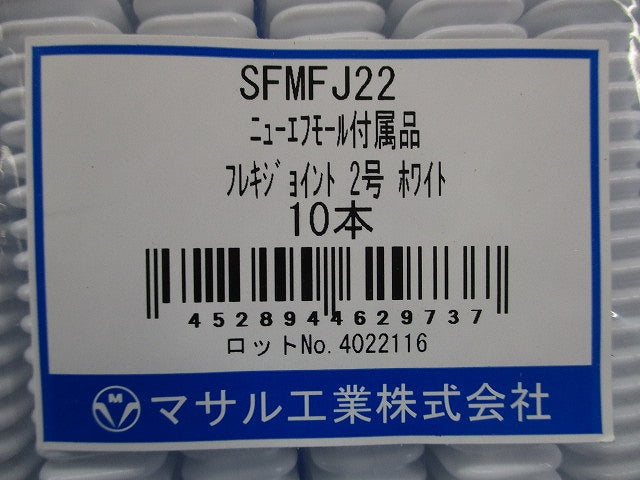 SFMFJ22
ﾆｭｰｴﾌﾓｰﾙ付属品
ﾌﾚｷｼﾞｮｲﾝﾄ 2号 ﾎﾜｲﾄ
10本
4528944629737
ロットNo.4022116
M マサル工業株式会社